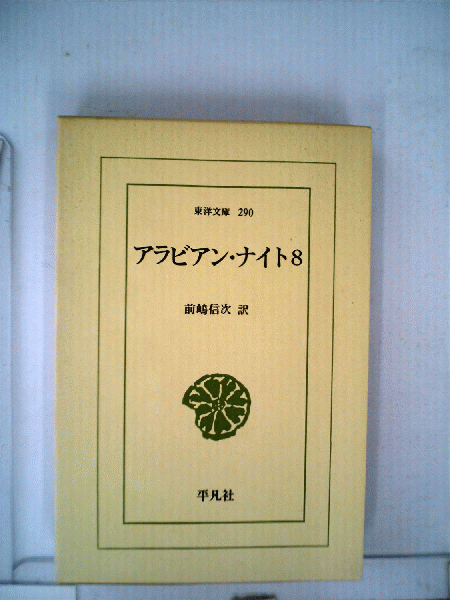 東洋文庫 290
アラビアン・ナイト8
前嶋信次 訳
平凡社